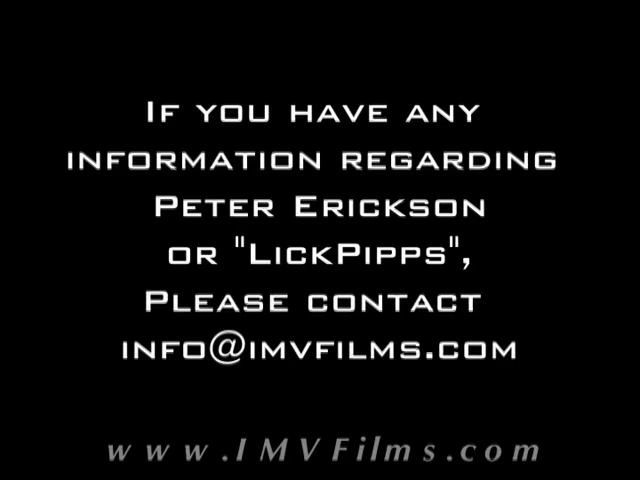 If you have any
information regarding
Peter Erickson
or "LickPipps",
Please contact
info@imvfilms.com
www.IMVFilms.com